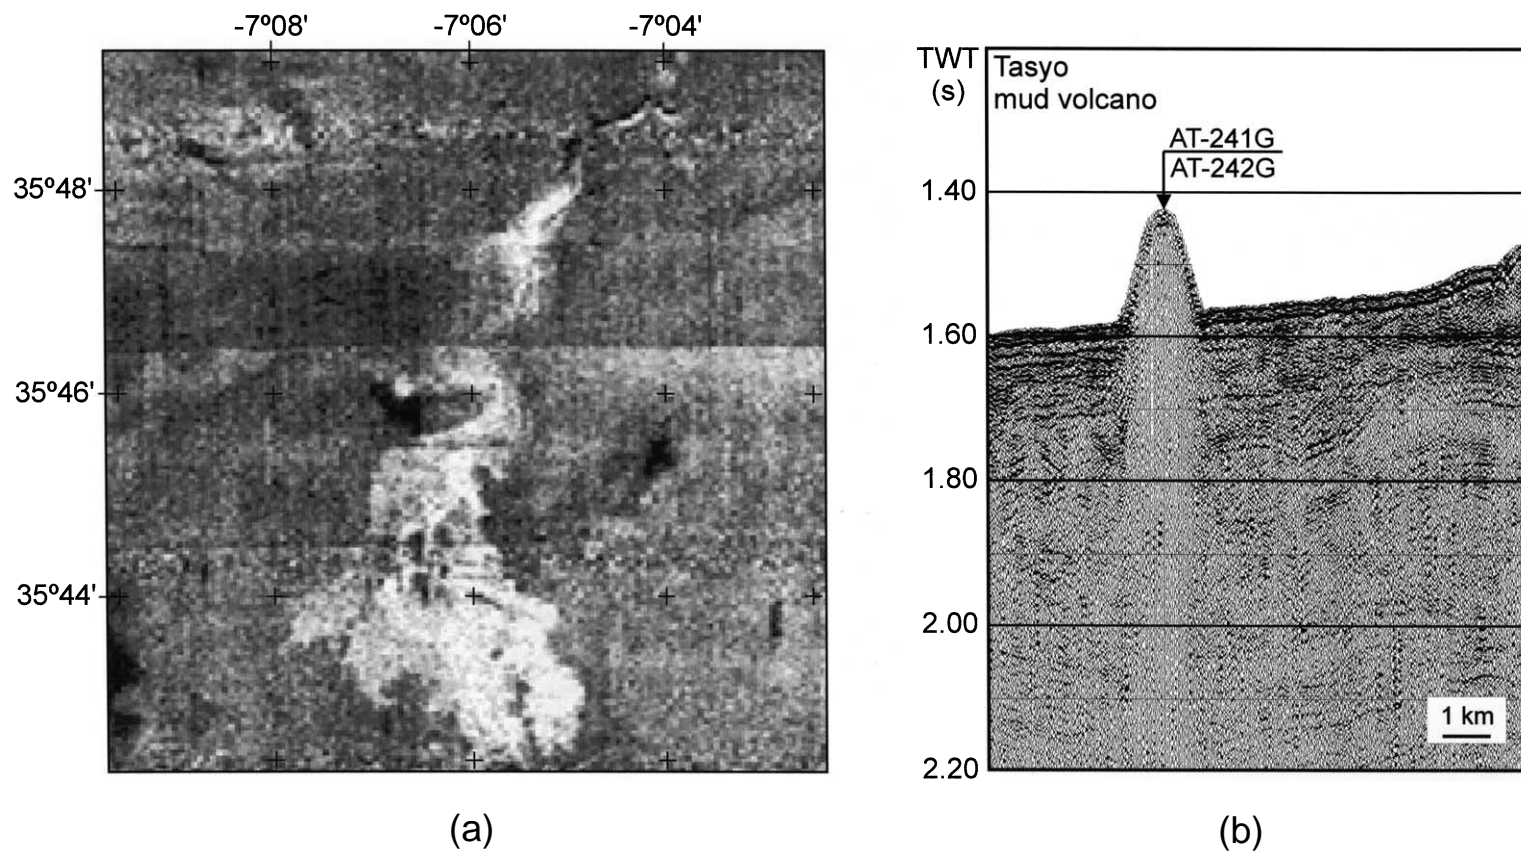 -7º08'
-7º06'
-7º04'
35º48'
35º46'
35º44'
(a)
TWT
(s)
Tasyo
mud volcano
AT-241G
AT-242G
1.40
1.60
1.80
2.00
2.20
1 km
(b)